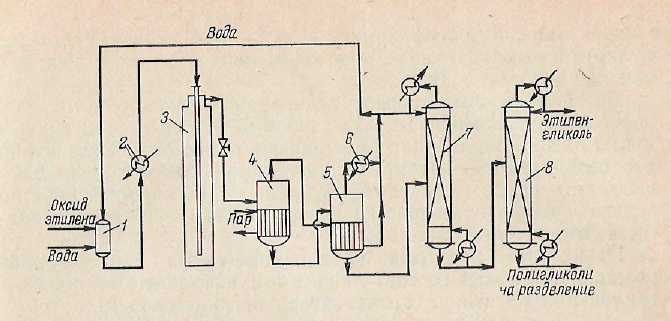 Вода
2
3
4
5
6
7
8
1
Оксид
этилена
Вода
Пар
Этилен-
гликоль
Полигликоли
на разделение